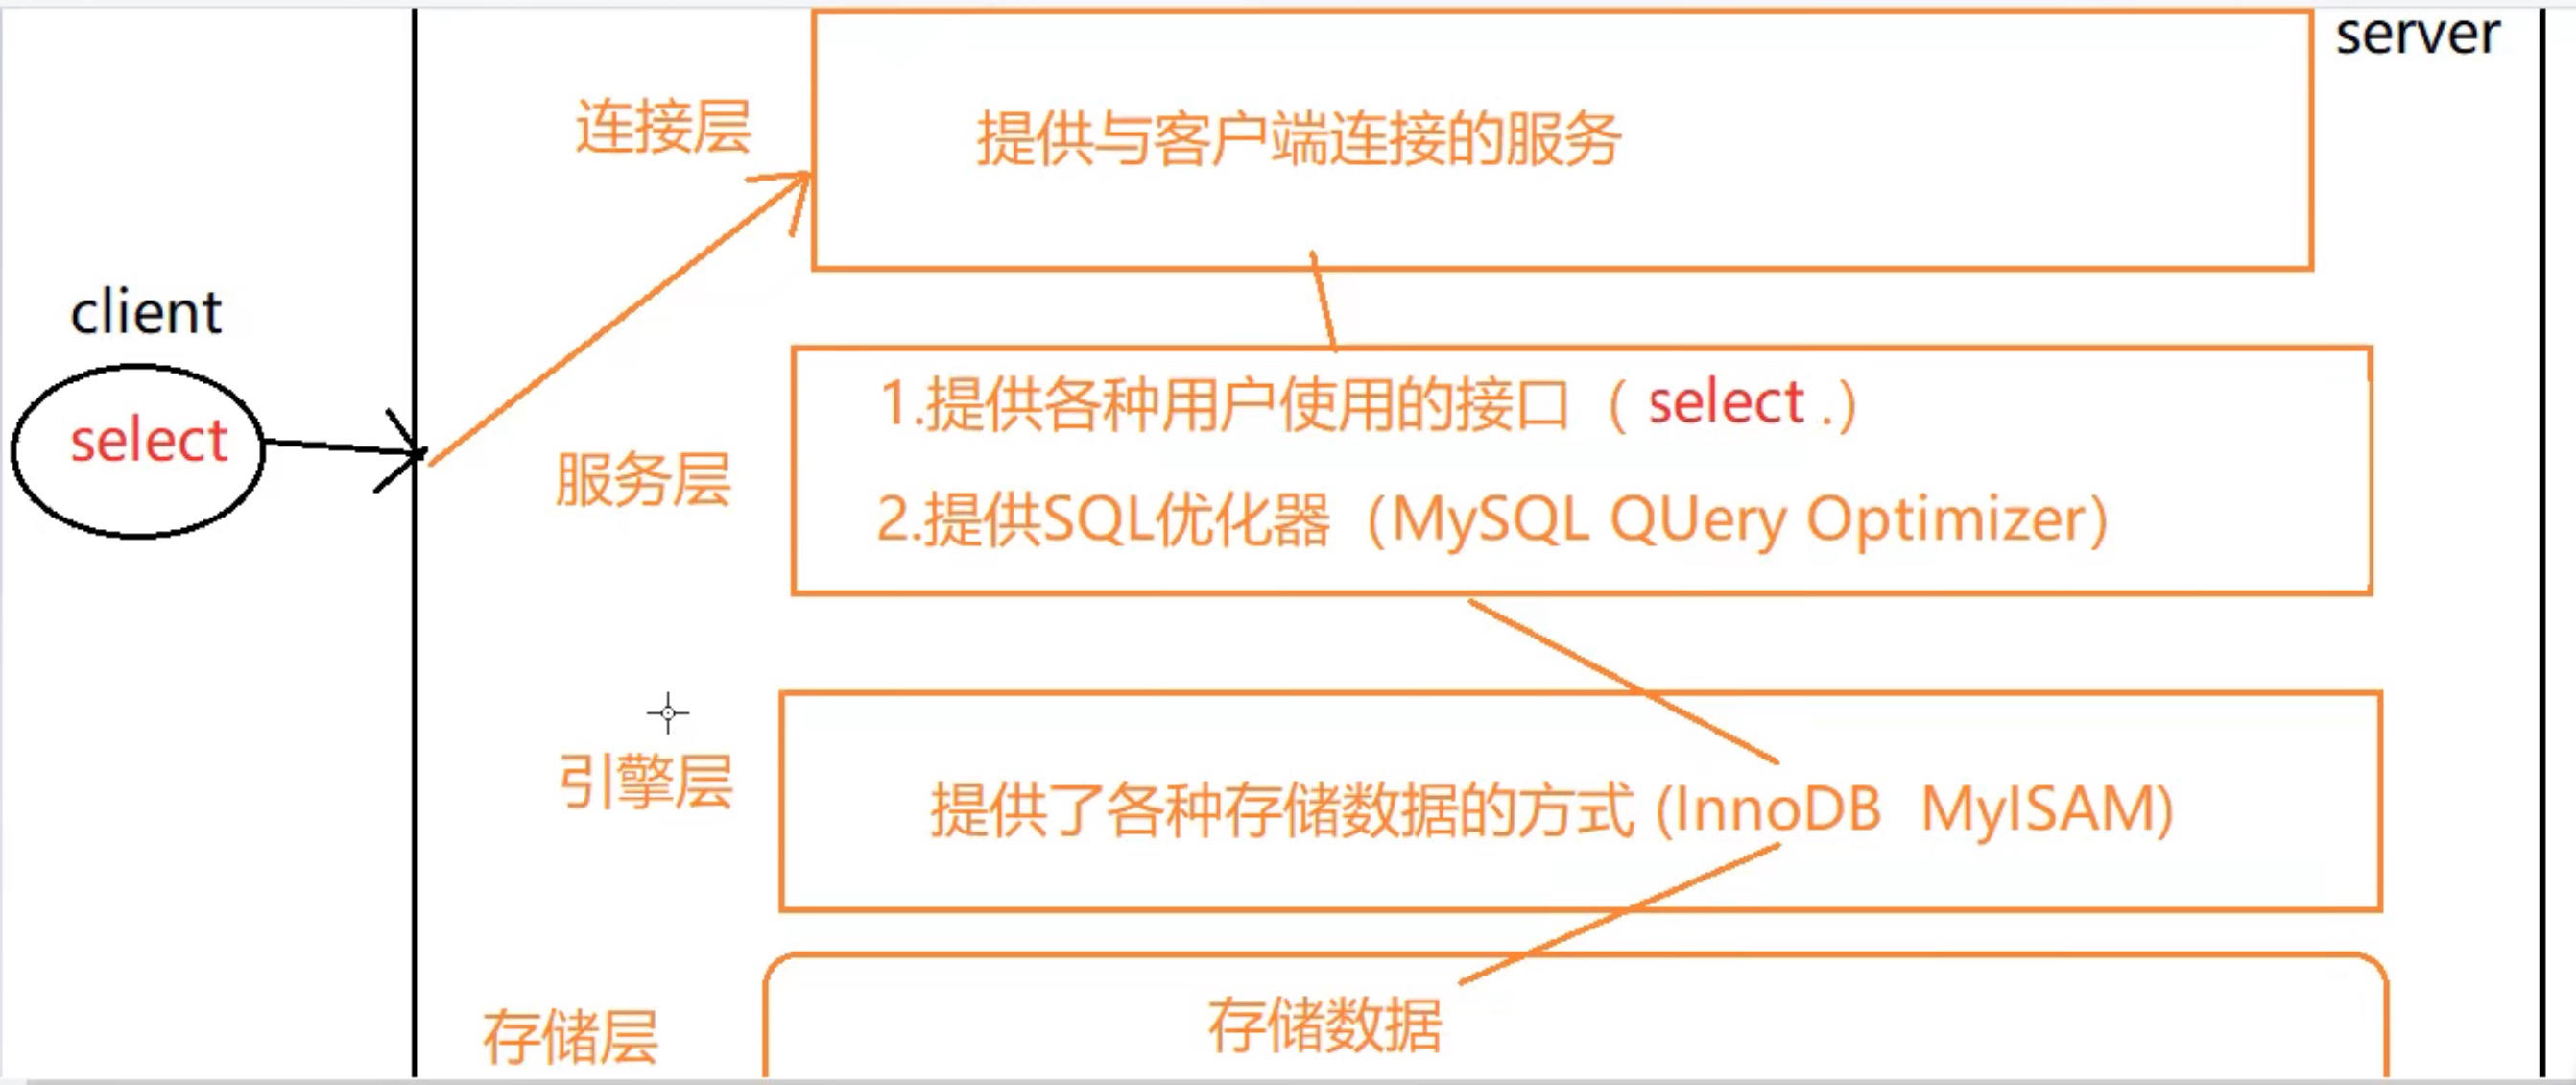 server
连接层
提供与客户端连接的服务
client
select
服务层
1.提供各种用户使用的接口（ select .）
2.提供SQL优化器（MySQL QUery Optimizer）
引擎层
提供了各种存储数据的方式 (InnoDB MyISAM)
存储层
存储数据